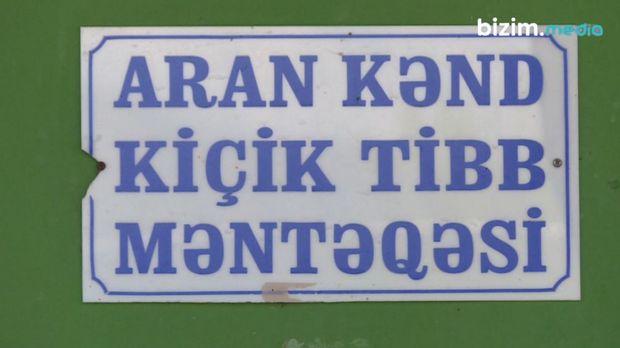 bizim.media
ARAN KƏND
KİÇİK TİBB
MƏNTƏQƏSİ